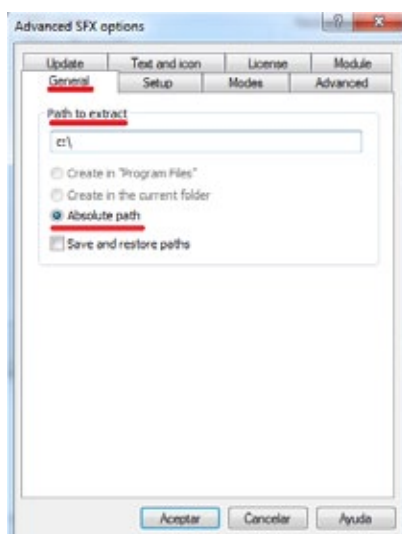 Advanced SFX options
Update Text and icon License Module
General Setup Modes Advanced
Path to extract
c:\
Create in "Program Files"
Create in the current folder
Absolute path
Save and restore paths
Aceptar Cancelar Ayuda